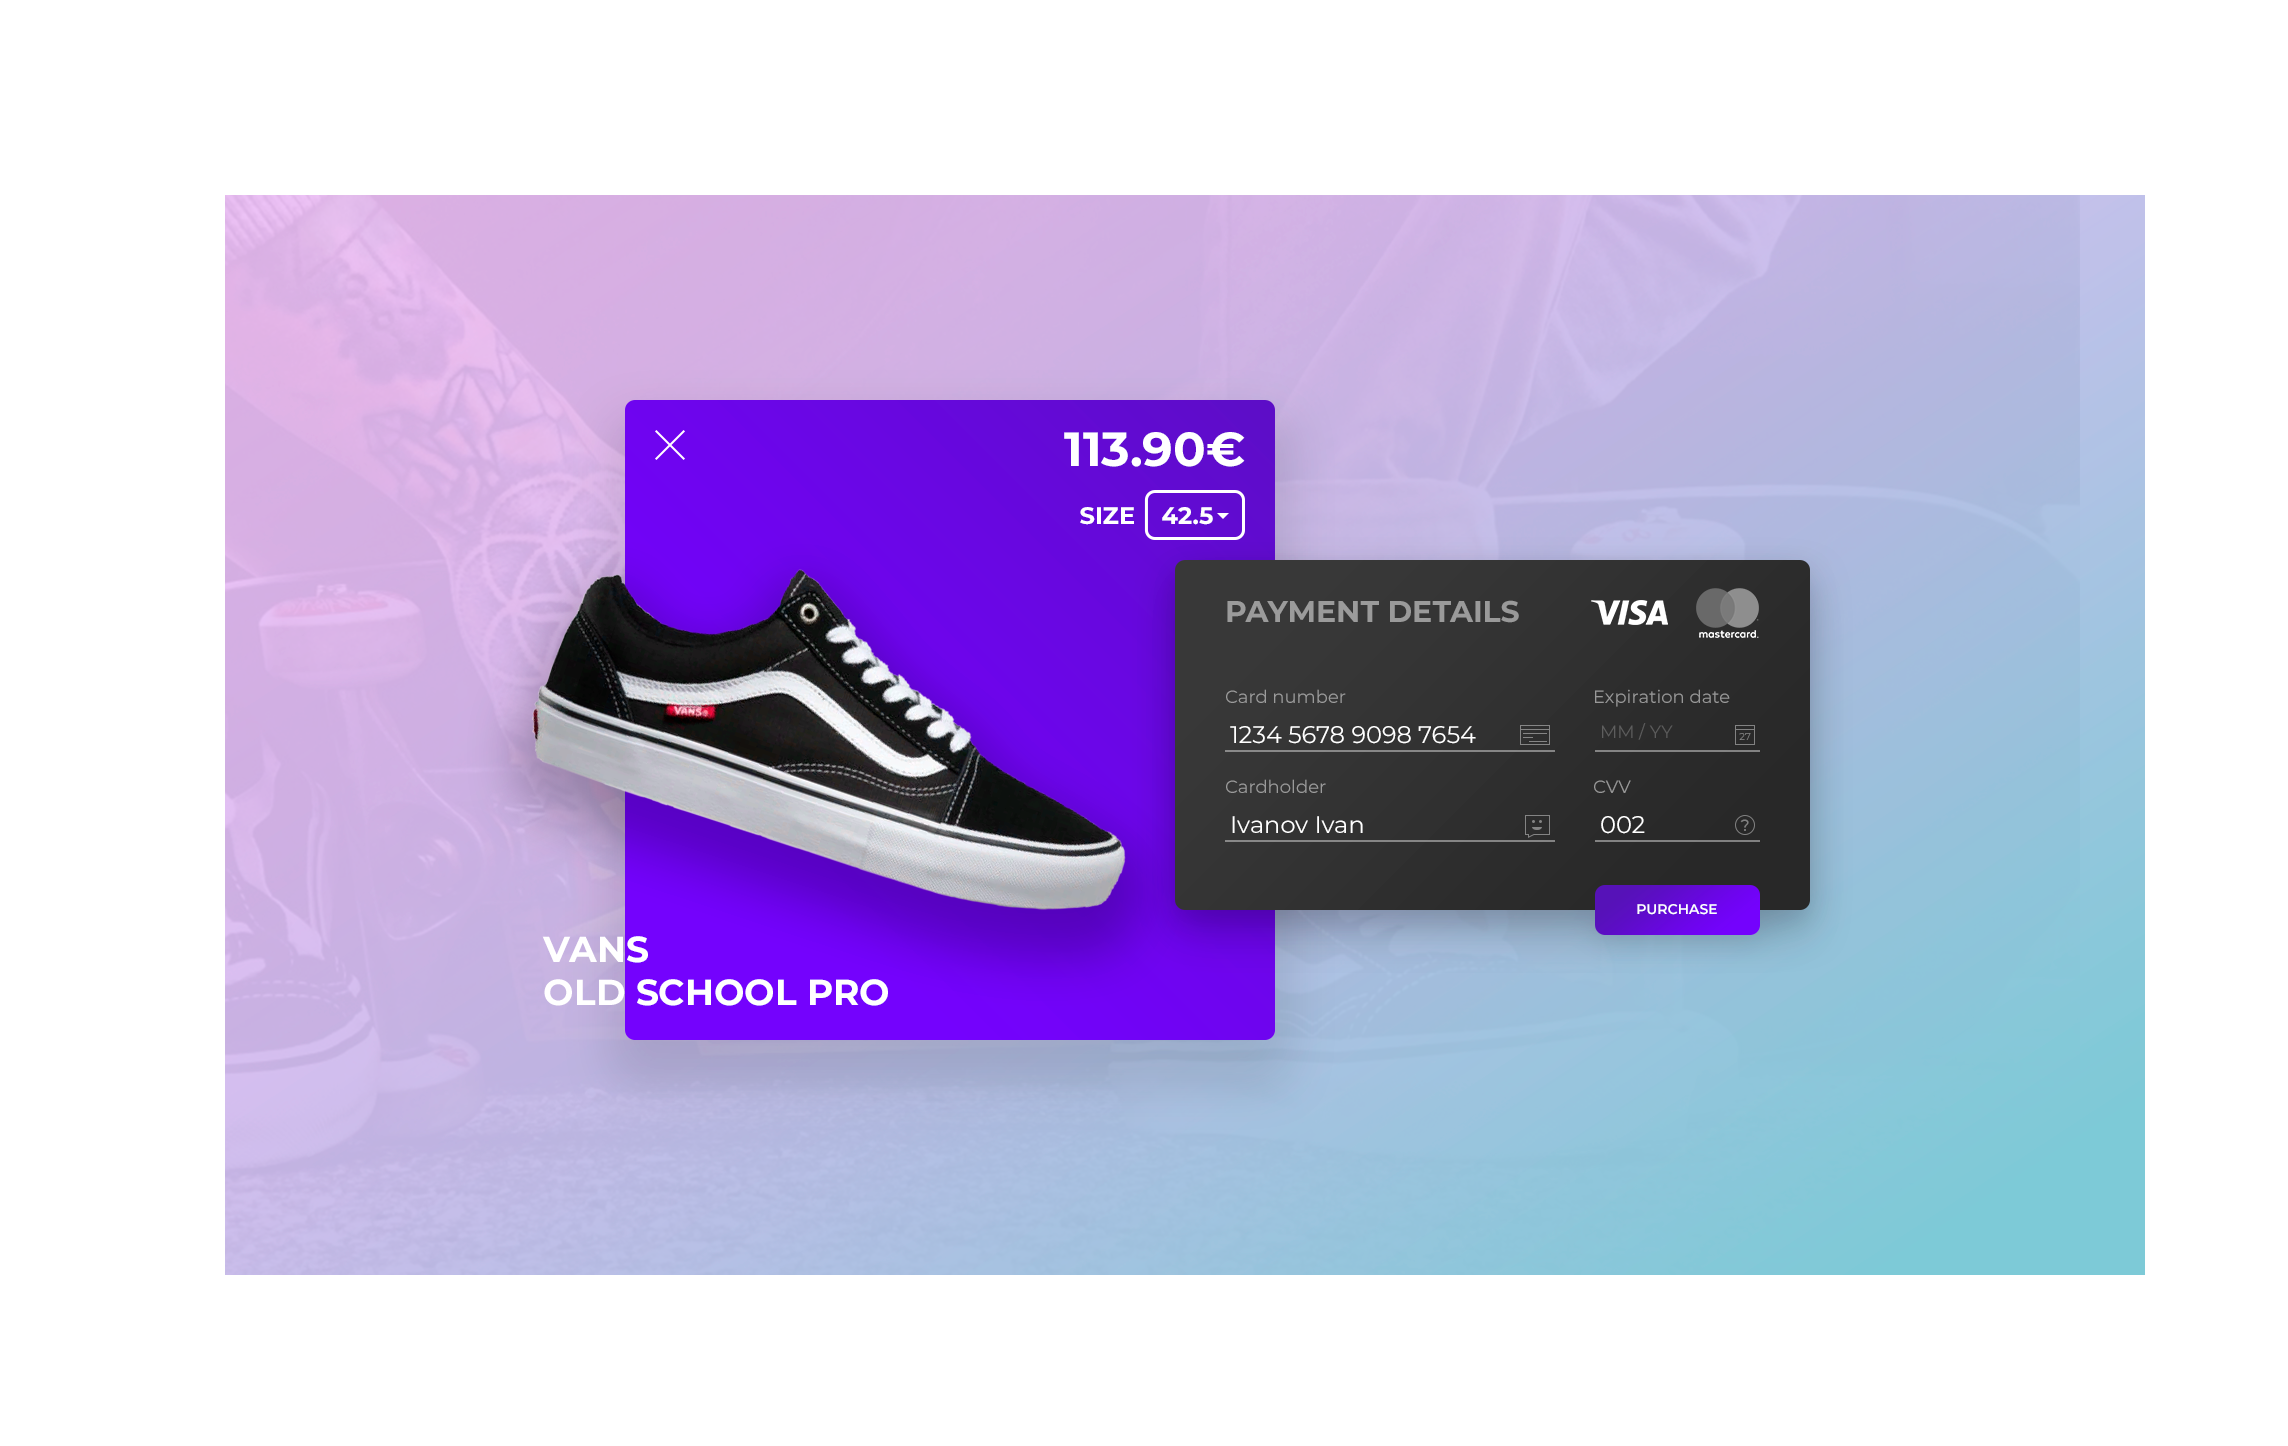 113.90€
SIZE 42.5
VANS
VANS
OLD SCHOOL PRO
PAYMENT DETAILS
VISA
mastercard.
Card number
1234 5678 9098 7654
Expiration date
MM / YY
27
Cardholder
Ivanov Ivan
CVV
002
?
PURCHASE